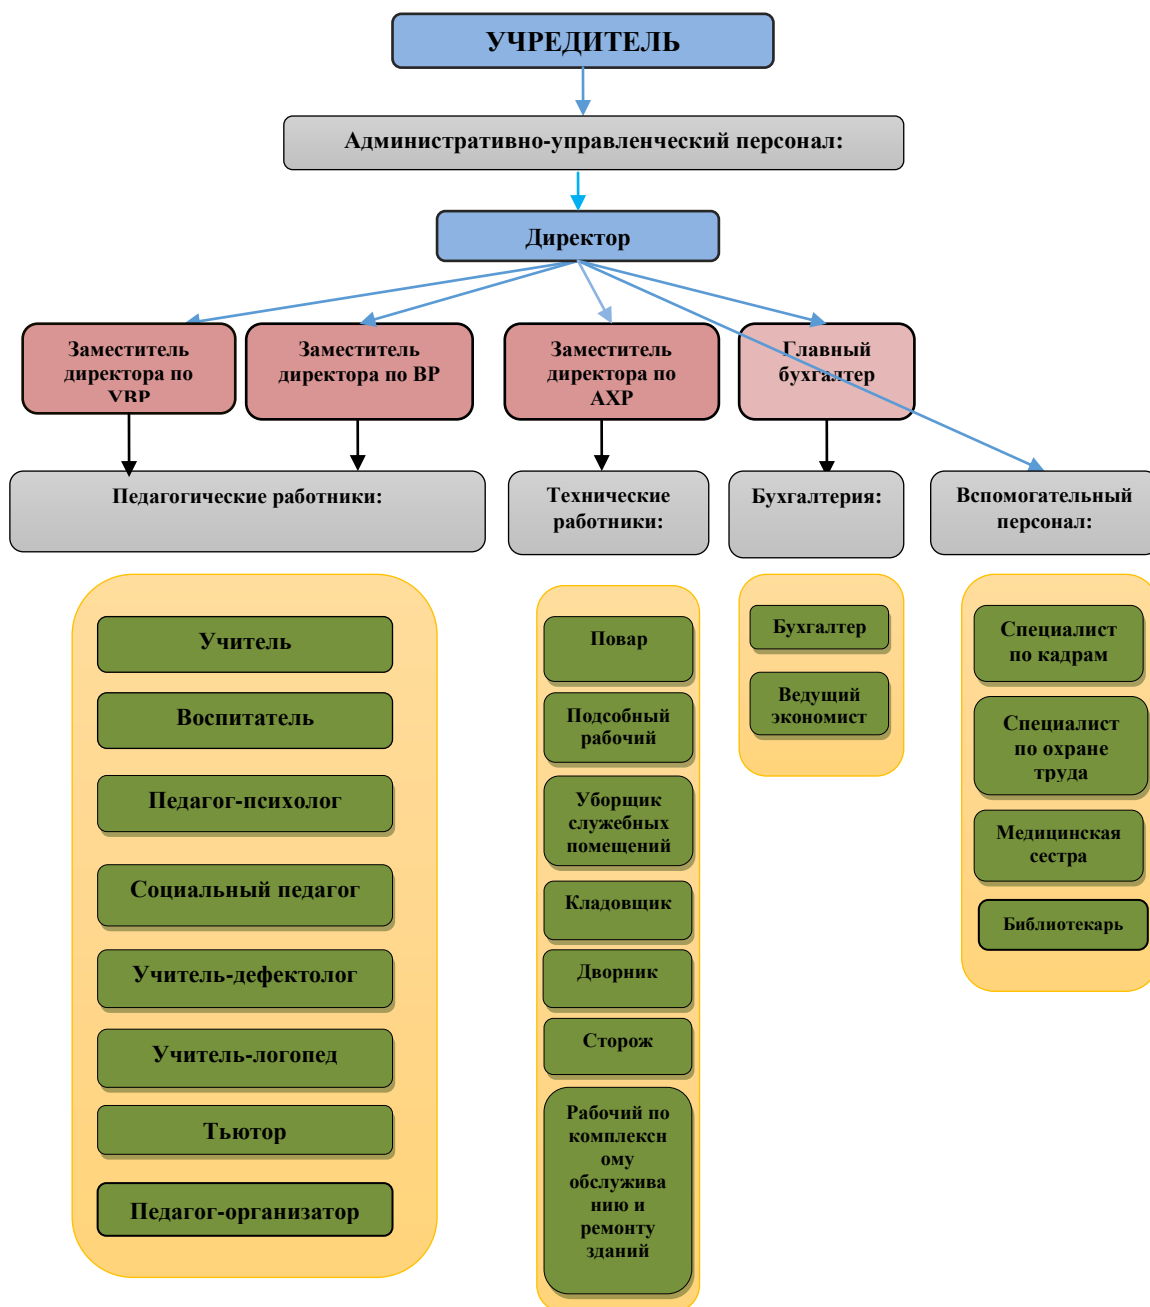 УЧРЕДИТЕЛЬ
Административно-управленческий персонал:
Директор
Заместитель
директора по
УВР
Заместитель
директора по ВР
Заместитель
директора по
АХР
Главный
бухгалтер
Педагогические работники:
Технические
работники:
Бухгалтерия:
Вспомогательный
персонал:
Учитель
Воспитатель
Педагог-психолог
Социальный педагог
Учитель-дефектолог
Учитель-логопед
Тьютор
Педагог-организатор
Повар
Подсобный
рабочий
Уборщик
служебных
помещений
Кладовщик
Дворник
Сторож
Рабочий по
комплексн
ому
обслужива
нию и
ремонту
зданий
Бухгалтер
Ведущий
экономист
Специалист
по кадрам
Специалист
по охране
труда
Медицинская
сестра
Библиотекарь